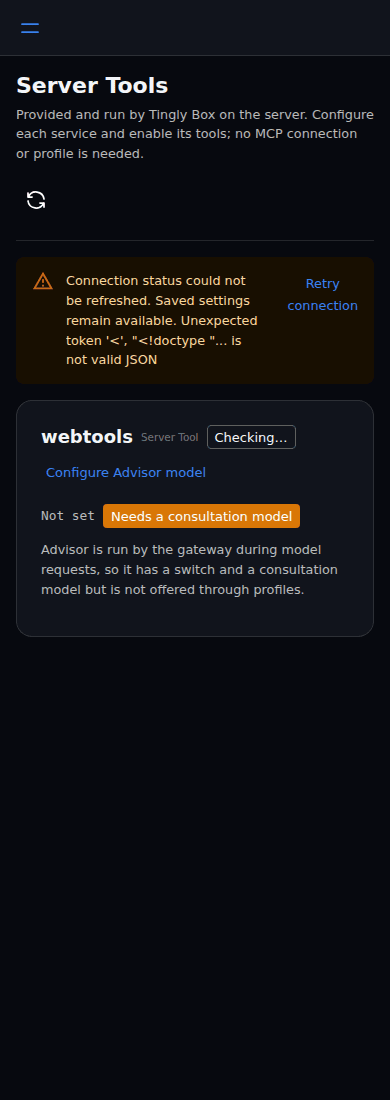 Server Tools
Provided and run by Tingly Box on the server. Configure
each service and enable its tools; no MCP connection
or profile is needed.
Connection status could not
be refreshed. Saved settings
remain available. Unexpected
token '<', "<!doctype "... is
not valid JSON
Retry
connection
webtools Server Tool Checking...
Configure Advisor model
Not set Needs a consultation model
Advisor is run by the gateway during model
requests, so it has a switch and a consultation
model but is not offered through profiles.